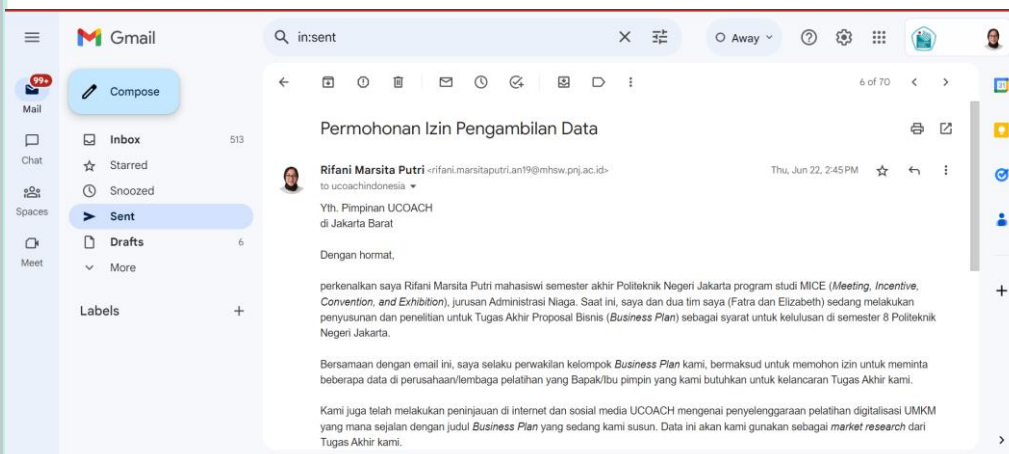 Gmail
in:sent
Away
99+
Mail
Compose
6 of 70
31
Permohonan Izin Pengambilan Data
Inbox 513
Chat
Starred
Rifani Marsita Putri <rifani.marsitaputri.an19@mhsw.pnj.ac.id> Thu, Jun 22, 2:45 PM
to ucoachindonesia
Snoozed
Spaces
Sent
Yth. Pimpinan UCOACH
di Jakarta Barat
Drafts 6
Meet
More
Dengan hormat,
Labels
perkenalkan saya Rifani Marsita Putri mahasiswi semester akhir Politeknik Negeri Jakarta program studi MICE (Meeting, Incentive,
Convention, and Exhibition), jurusan Administrasi Niaga. Saat ini, saya dan dua tim saya (Fatra dan Elizabeth) sedang melakukan
penyusunan dan penelitian untuk Tugas Akhir Proposal Bisnis (Business Plan) sebagai syarat untuk kelulusan di semester 8 Politeknik
Negeri Jakarta.
Bersamaan dengan email ini, saya selaku perwakilan kelompok Business Plan kami, bermaksud untuk memohon izin untuk meminta
beberapa data di perusahaan/lembaga pelatihan yang Bapak/Ibu pimpin yang kami butuhkan untuk kelancaran Tugas Akhir kami.
Kami juga telah melakukan peninjauan di internet dan sosial media UCOACH mengenai penyelenggaraan pelatihan digitalisasi UMKM
yang mana sejalan dengan judul Business Plan yang sedang kami susun. Data ini akan kami gunakan sebagai market research dari
Tugas Akhir kami.